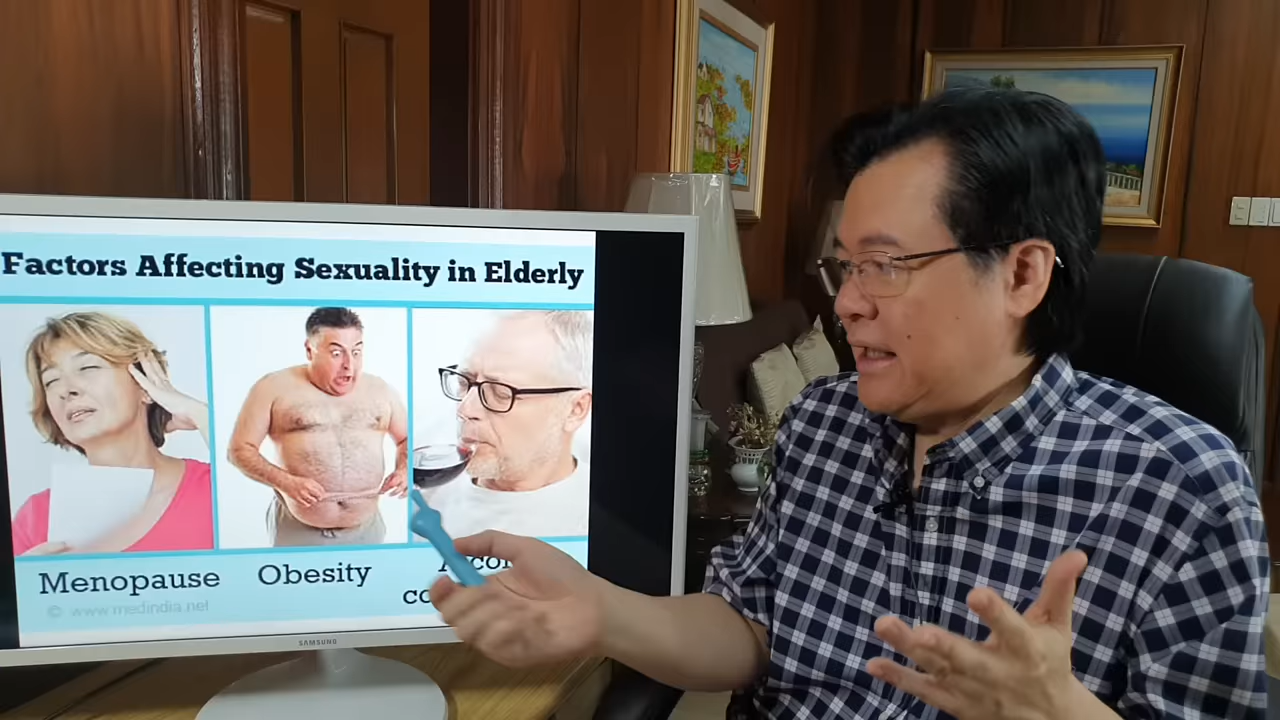 Factors Affecting Sexuality in Elderly
Menopause
Obesity
© www.medindia.net
SAMSUNG